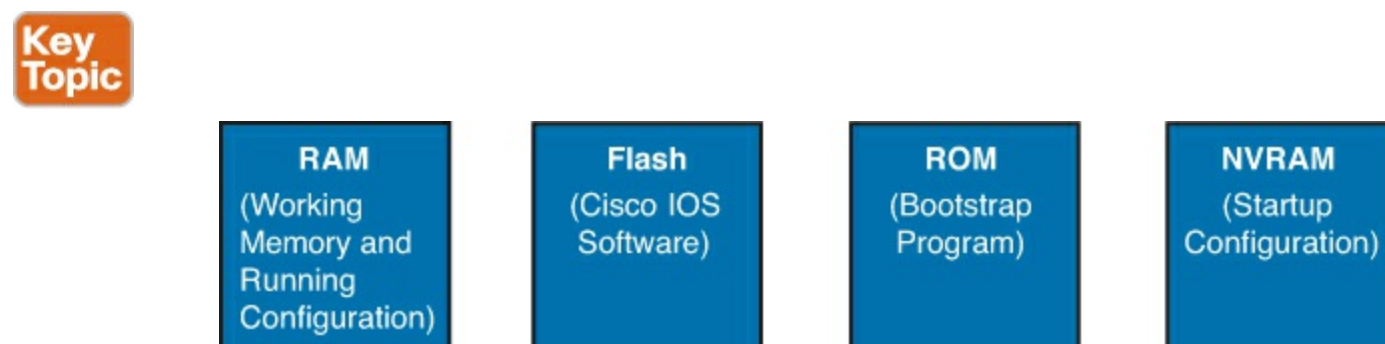 Key
Topic
RAM
(Working
Memory and
Running
Configuration)
Flash
(Cisco IOS
Software)
ROM
(Bootstrap
Program)
NVRAM
(Startup
Configuration)